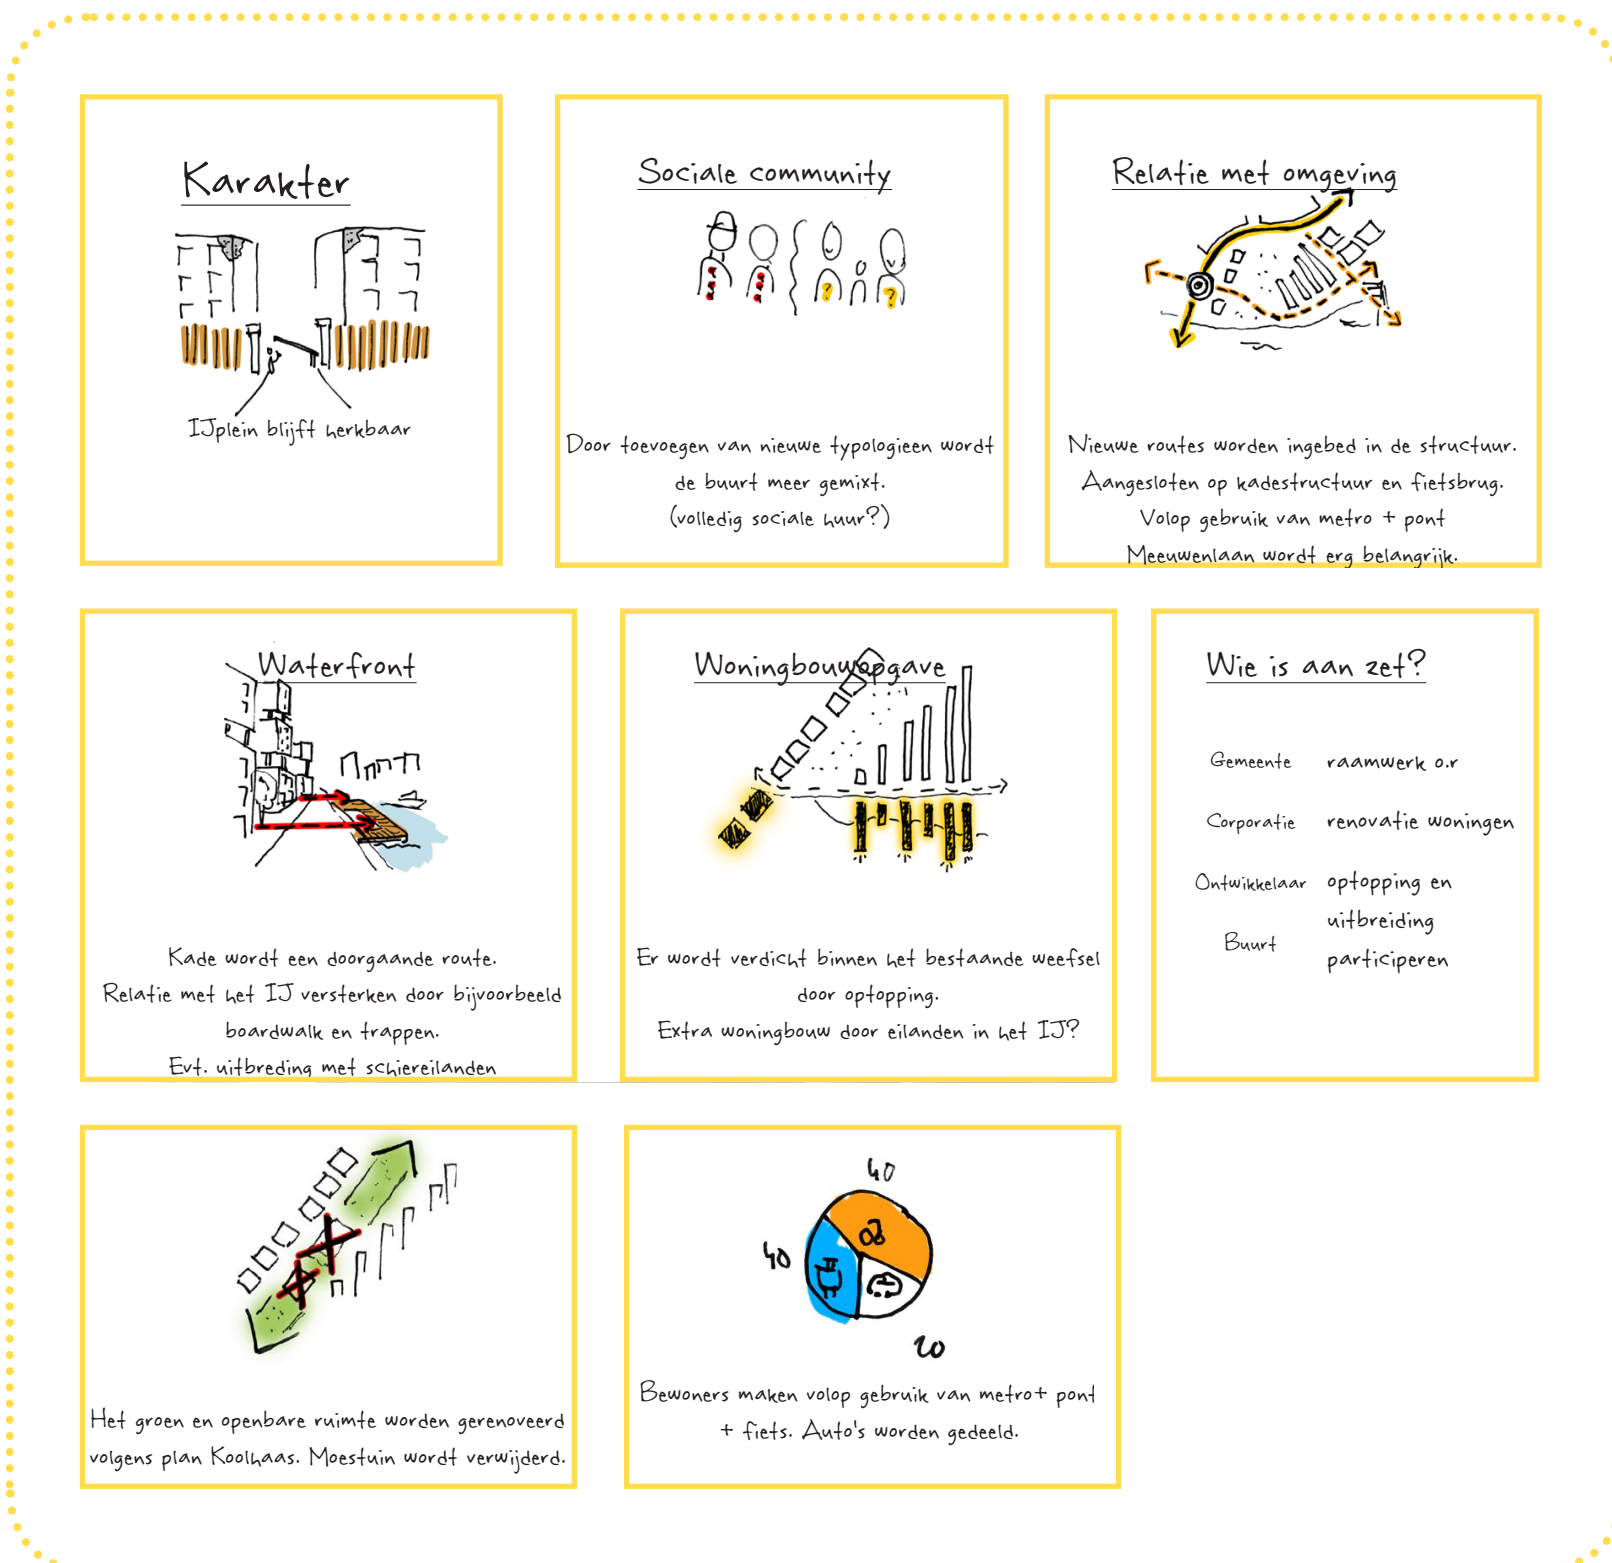 Karakter
IJplein blijft herkbaar
Sociale community
Door toevoegen van nieuwe typologieen wordt
de buurt meer gemixt.
(volledig sociale huur?)
Relatie met omgeving
Nieuwe routes worden ingebed in de structuur.
Aangesloten op kadestructuur en fietsbrug.
Volop gebruik van metro + pont
Meeuwenlaan wordt erg belangrijk.
Waterfront
Kade wordt een doorgaande route.
Relatie met het IJ versterken door bijvoorbeeld
boardwalk en trappen.
Evt. uitbreding met schiereilanden
Woningbouwopgave
Er wordt verdicht binnen het bestaande weefsel
door optopping.
Extra woningbouw door eilanden in het IJ?
Wie is aan zet?
Gemeente raamwerk o.r
Corporatie renovatie woningen
Ontwikkelaar optopping en
uitbreiding
Buurt
participeren
Het groen en openbare ruimte worden gerenoveerd
volgens plan Koolhaas. Moestuin wordt verwijderd.
40
40
20
Bewoners maken volop gebruik van metro+ pont
+ fiets. Auto's worden gedeeld.